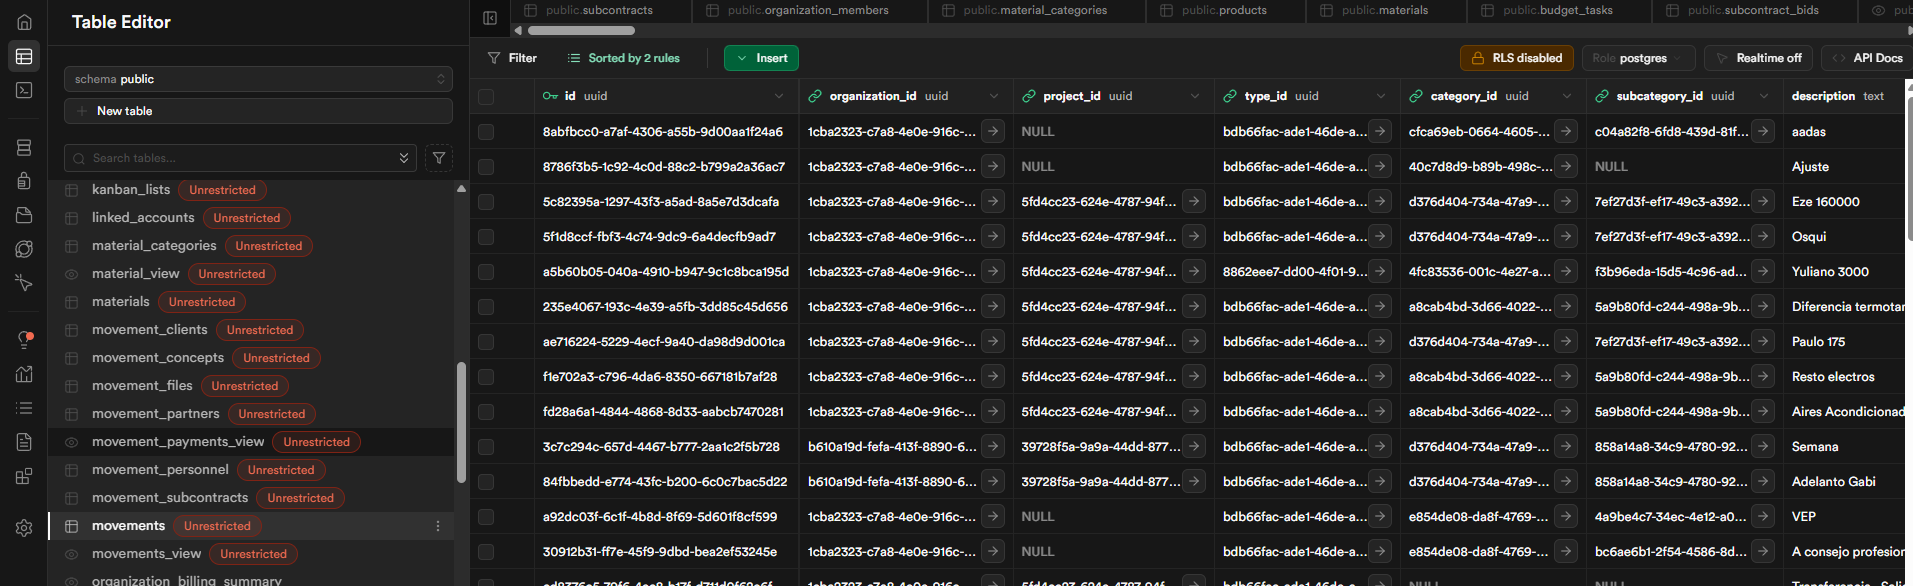 Table Editor
public.subcontracts public.organization_members public.material_categories public.products public.materials public.budget_tasks public.subcontract_bids
schema public
New table
Search tables...
kanban_lists Unrestricted
linked_accounts Unrestricted
material_categories Unrestricted
material_view Unrestricted
materials Unrestricted
movement_clients Unrestricted
movement_concepts Unrestricted
movement_files Unrestricted
movement_partners Unrestricted
movement_payments_view Unrestricted
movement_personnel Unrestricted
movement_subcontracts Unrestricted
movements Unrestricted
movements_view Unrestricted
organization_billing_summary
Filter Sorted by 2 rules Insert RLS disabled Role postgres Realtime off API Docs
id uuid organization_id uuid project_id uuid type_id uuid category_id uuid subcategory_id uuid description text
8abfbcc0-a7af-4306-a55b-9d00aa1f24a6 1cba2323-c7a8-4e0e-916c-... NULL bdb66fac-ade1-46de-a... cfca69eb-0664-4605-... c04a82f8-6fd8-439d-81f... aadas
8786f3b5-1c92-4c0d-88c2-b799a2a36ac7 1cba2323-c7a8-4e0e-916c-... NULL bdb66fac-ade1-46de-a... 40c7d8d9-b89b-498c-... NULL Ajuste
5c82395a-1297-43f3-a5ad-8a5e7d3dcafa 1cba2323-c7a8-4e0e-916c-... 5fd4cc23-624e-4787-94f... bdb66fac-ade1-46de-a... d376d404-734a-47a9-... 7ef27d3f-ef17-49c3-a392... Eze 160000
5f1d8ccf-fbf3-4c74-9dc9-6a4decfb9ad7 1cba2323-c7a8-4e0e-916c-... 5fd4cc23-624e-4787-94f... bdb66fac-ade1-46de-a... d376d404-734a-47a9-... 7ef27d3f-ef17-49c3-a392... Osqui
a5b60b05-040a-4910-b947-9c1c8bca195d 1cba2323-c7a8-4e0e-916c-... 5fd4cc23-624e-4787-94f... 8862eee7-dd00-4f01-9... 4fc83536-001c-4e27-a... f3b96eda-15d5-4c96-ad... Yuliano 3000
235e4067-193c-4e39-a5fb-3dd85c45d656 1cba2323-c7a8-4e0e-916c-... 5fd4cc23-624e-4787-94f... bdb66fac-ade1-46de-a... a8cab4bd-3d66-4022-... 5a9b80fd-c244-498a-9b... Diferencia termotan
ae716224-5229-4ecf-9a40-da98d9d001ca 1cba2323-c7a8-4e0e-916c-... 5fd4cc23-624e-4787-94f... bdb66fac-ade1-46de-a... d376d404-734a-47a9-... 7ef27d3f-ef17-49c3-a392... Paulo 175
f1e702a3-c796-4da6-8350-667181b7af28 1cba2323-c7a8-4e0e-916c-... 5fd4cc23-624e-4787-94f... bdb66fac-ade1-46de-a... a8cab4bd-3d66-4022-... 5a9b80fd-c244-498a-9b... Resto electros
fd28a6a1-4844-4868-8d33-aabcb7470281 1cba2323-c7a8-4e0e-916c-... 5fd4cc23-624e-4787-94f... bdb66fac-ade1-46de-a... a8cab4bd-3d66-4022-... 5a9b80fd-c244-498a-9b... Aires Acondicionad
3c7c294c-657d-4467-b777-2aa1c2f5b728 b610a19d-fefa-413f-8890-6... 39728f5a-9a9a-44dd-877... bdb66fac-ade1-46de-a... d376d404-734a-47a9-... 858a14a8-34c9-4780-92... Semana
84fbbedd-e774-43fc-b200-6c0c7bac5d22 b610a19d-fefa-413f-8890-6... 39728f5a-9a9a-44dd-877... bdb66fac-ade1-46de-a... d376d404-734a-47a9-... 858a14a8-34c9-4780-92... Adelanto Gabi
a92dc03f-6c1f-4b8d-8f69-5d601f8cf599 1cba2323-c7a8-4e0e-916c-... NULL bdb66fac-ade1-46de-a... e854de08-da8f-4769-... 4a9be4c7-34ec-4e12-a0... VEP
30912b31-ff7e-45f9-9dbd-bea2ef53245e 1cba2323-c7a8-4e0e-916c-... NULL bdb66fac-ade1-46de-a... e854de08-da8f-4769-... bc6ae6b1-2f54-4586-8d... A consejo profesion